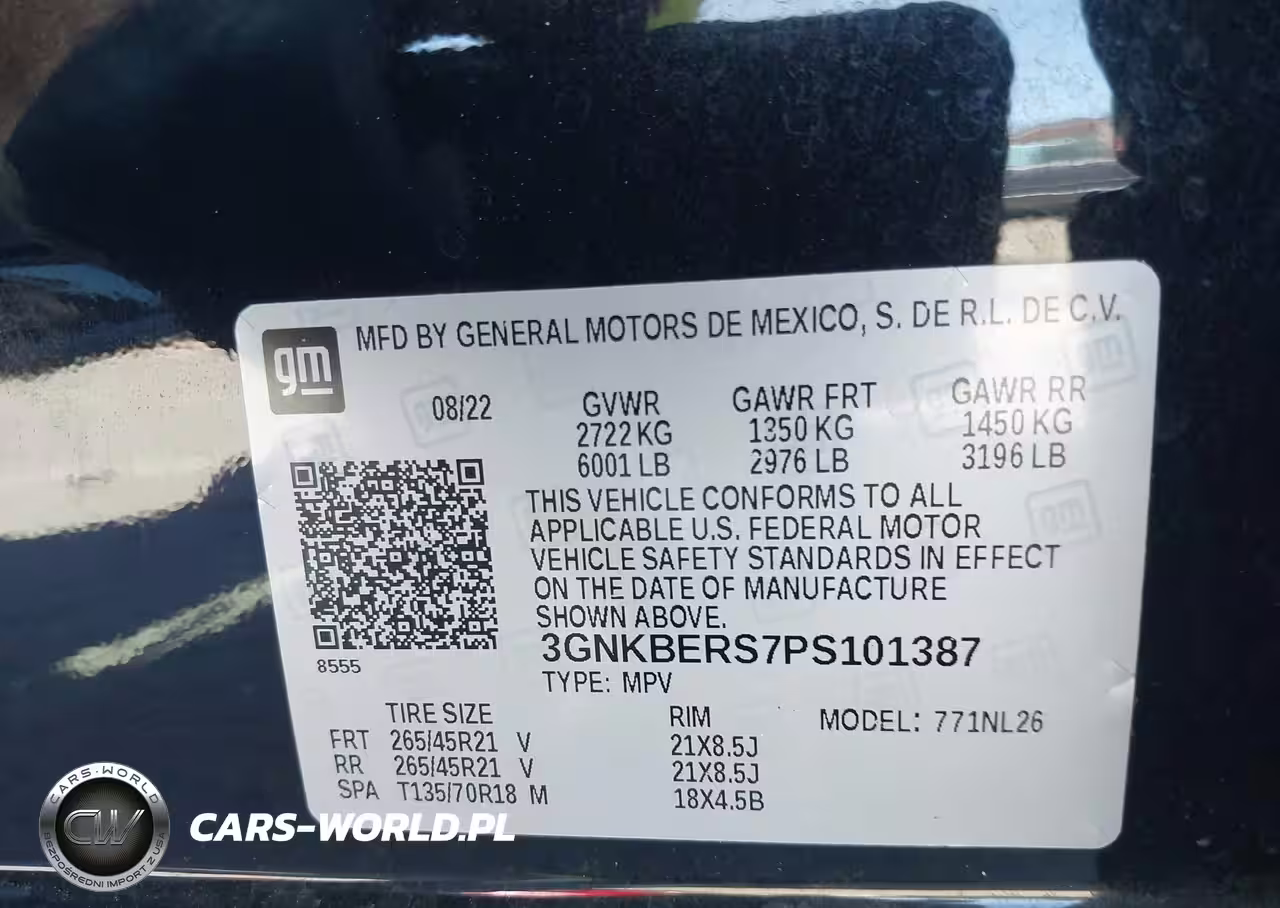 gm
MFD BY GENERAL MOTORS DE MEXICO, S. DE R.L. DE C.V.
08/22 GVWR GAWR FRT GAWR RR
2722 KG 1350 KG 1450 KG
6001 LB 2976 LB 3196 LB
THIS VEHICLE CONFORMS TO ALL
APPLICABLE U.S. FEDERAL MOTOR
VEHICLE SAFETY STANDARDS IN EFFECT
ON THE DATE OF MANUFACTURE
SHOWN ABOVE.
3GNKBERS7PS101387
8555
TYPE: MPV
TIRE SIZE RIM MODEL: 771NL26
FRT 265/45R21 V 21X8.5J
RR 265/45R21 V 21X8.5J
SPA T135/70R18 M 18X4.5B
CARS-WORLD
CW
BEZPOŚREDNI IMPORT Z USA
CARS-WORLD.PL